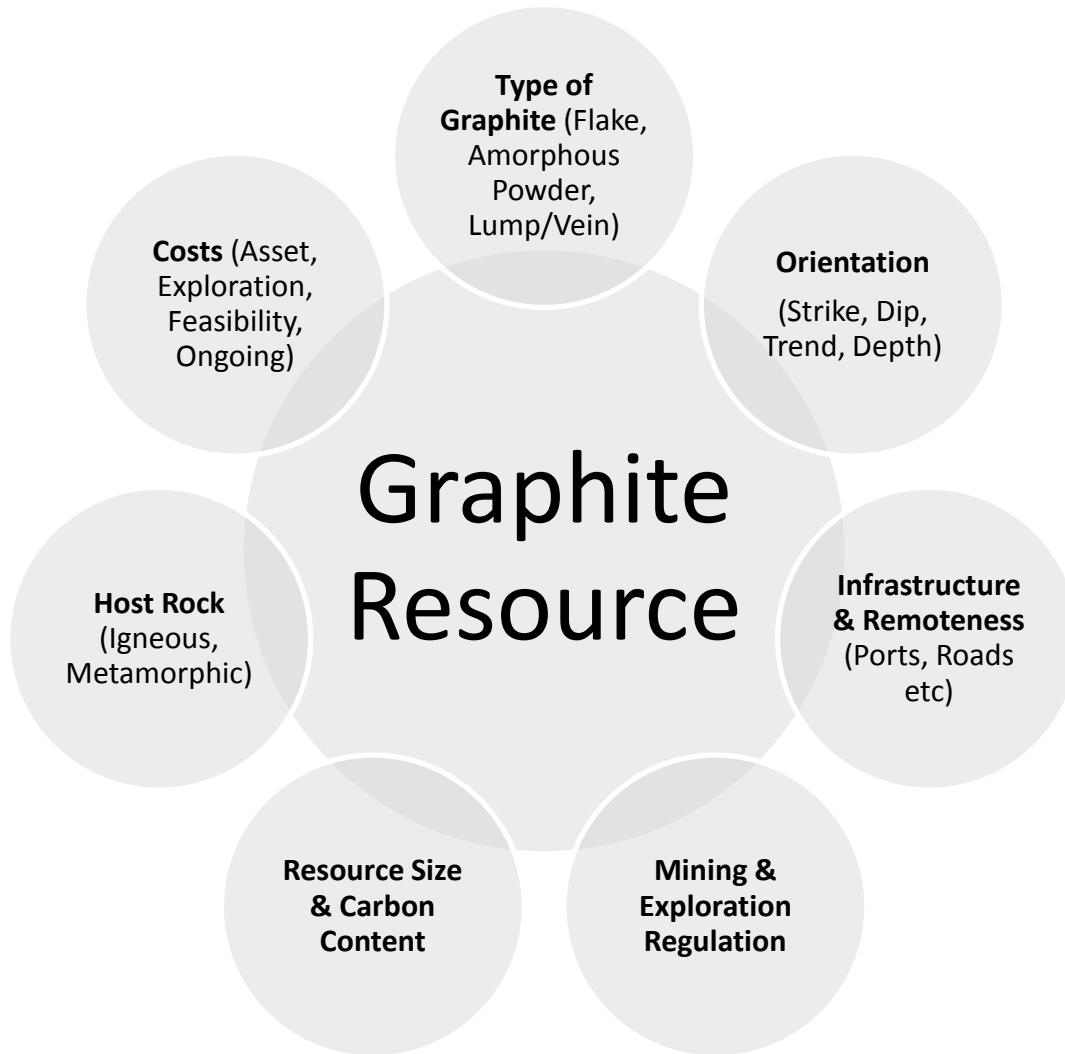 Type of
Graphite (Flake,
Amorphous
Powder,
Lump/Vein)
Orientation
(Strike, Dip,
Trend, Depth)
Infrastructure
& Remoteness
(Ports, Roads
etc)
Mining &
Exploration
Regulation
Resource Size
& Carbon
Content
Host Rock
(Igneous,
Metamorphic)
Costs (Asset,
Exploration,
Feasibility,
Ongoing)
Graphite
Resource